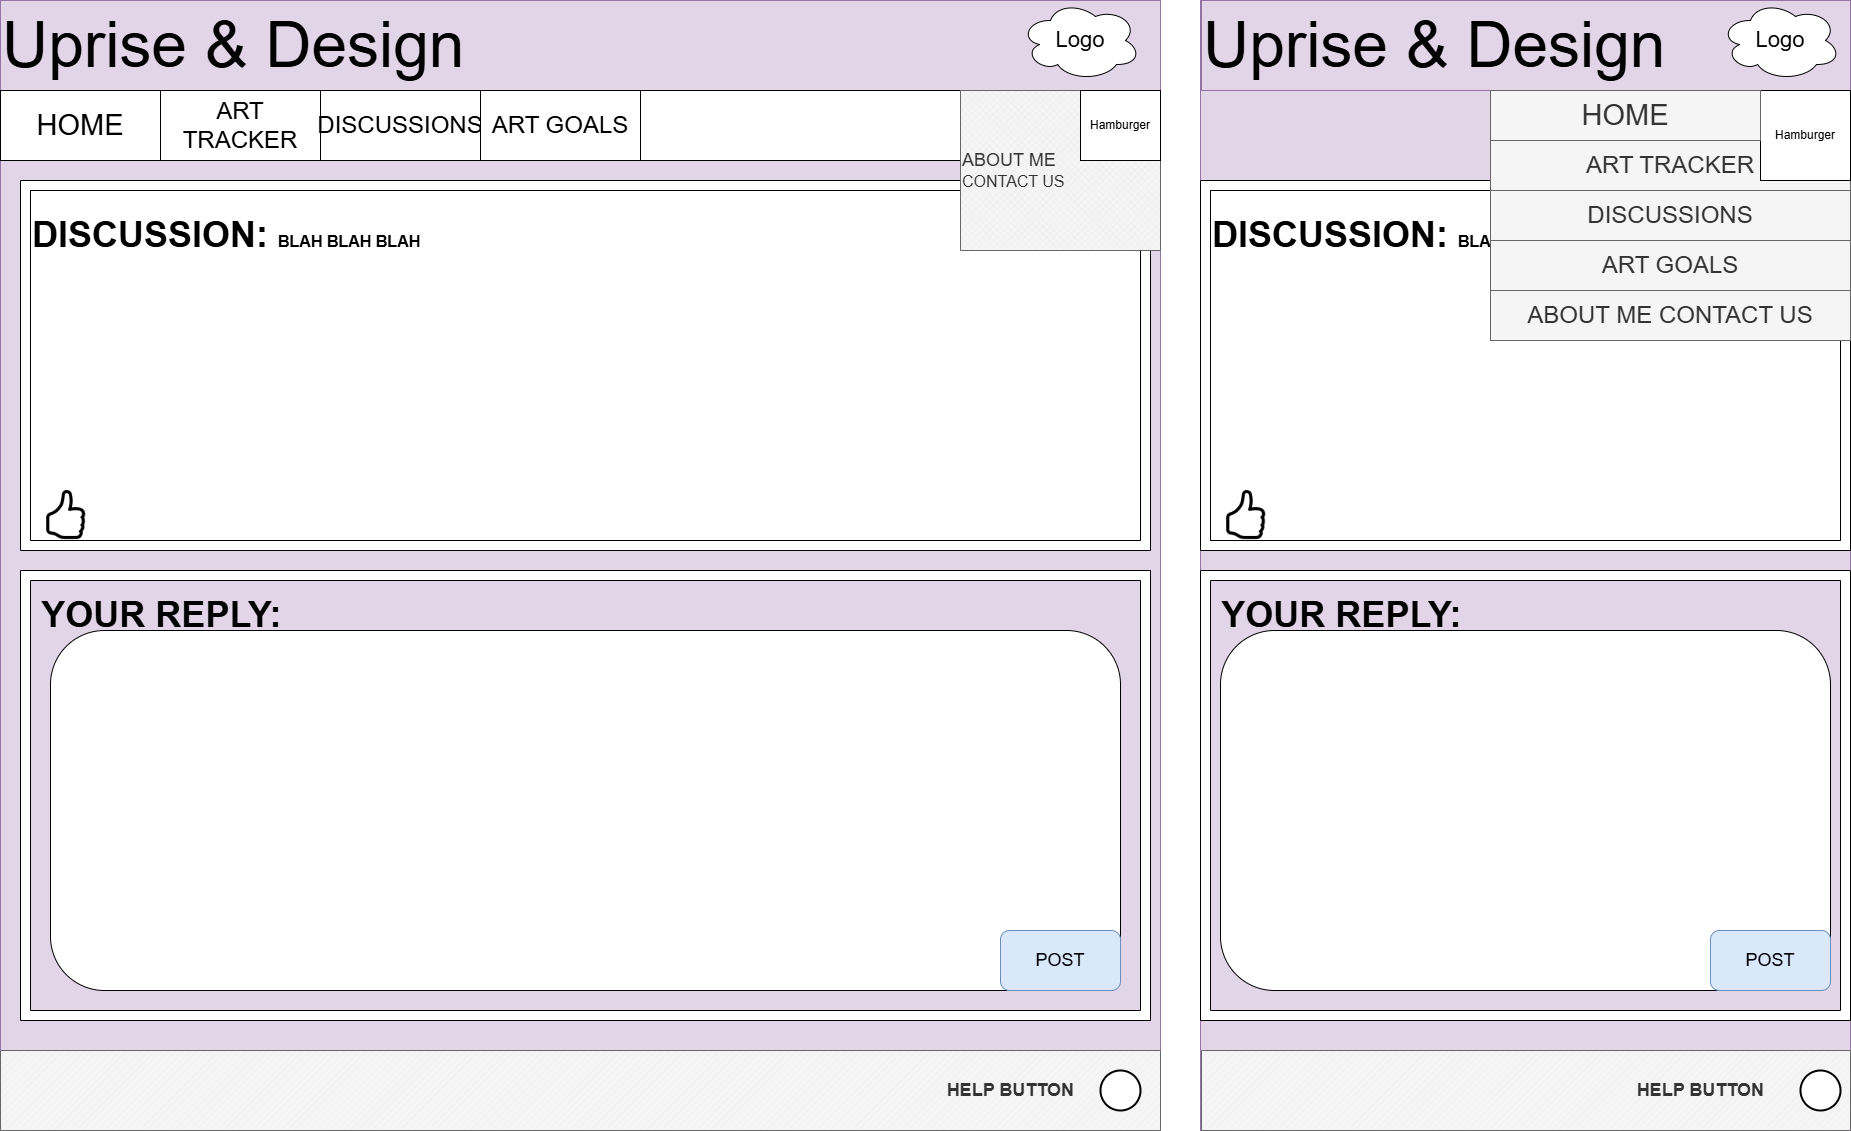 Uprise & Design
Logo
HOME
ART
TRACKER
DISCUSSIONS
ART GOALS
Hamburger
ABOUT ME
CONTACT US
DISCUSSION: BLAH BLAH BLAH
YOUR REPLY:
POST
HELP BUTTON
Uprise & Design
Logo
HOME
Hamburger
ART TRACKER
DISCUSSIONS
DISCUSSION: BLA
ART GOALS
ABOUT ME CONTACT US
YOUR REPLY:
POST
HELP BUTTON